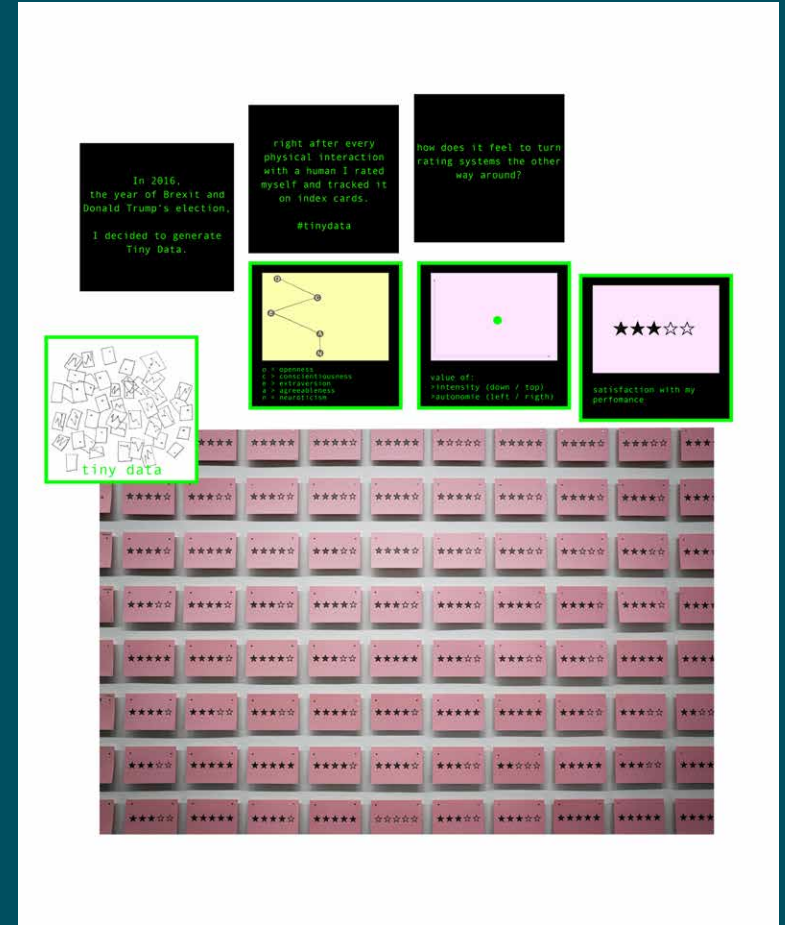 In 2016,
the year of Brexit and
Donald Trump's election,
I decided to generate
Tiny Data.
right after every
physical interaction
with a human I rated
myself and tracked it
on index cards.
#tinydata
how does it feel to turn
rating systems the other
way around?
O
C
E
A
N
o = openness
c = conscientiousness
e = extraversion
a = agreeableness
n = neuroticism
value of:
>intensity (down / top)
>autonomie (left / rigth)
★★★☆☆
satisfaction with my
perfomance
tiny data